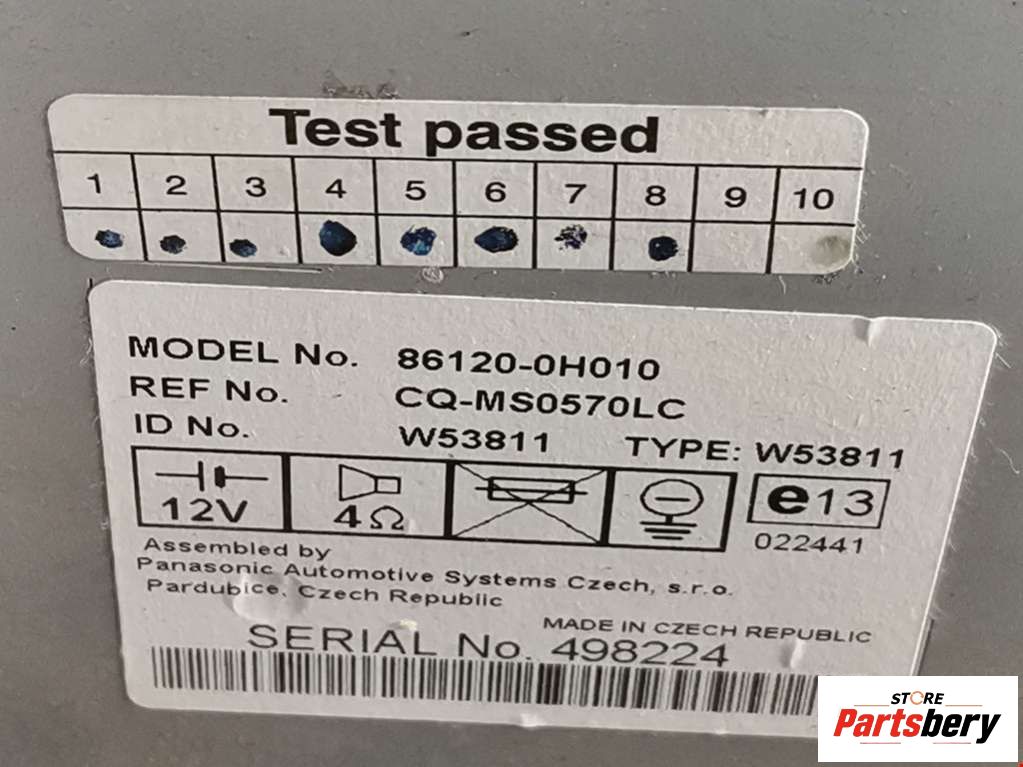 Test passed
1 2 3 4 5 6 7 8 9 10
MODEL No. 86120-0H010
REF No. CQ-MS0570LC
ID No. W53811 TYPE: W53811
12V 4Ω e13
022441
Assembled by
Panasonic Automotive Systems Czech, s.r.o.
Pardubice, Czech Republic
MADE IN CZECH REPUBLIC
SERIAL No. 498224
STORE
Partsbery